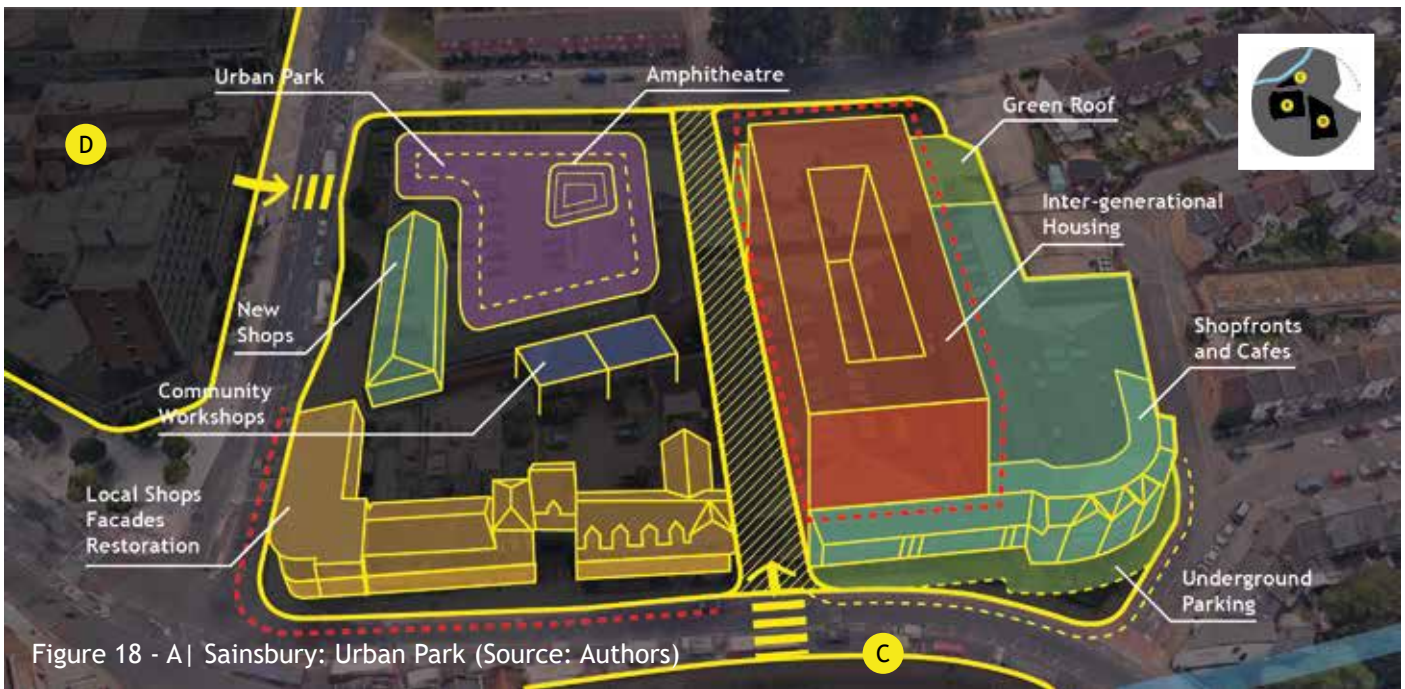 Urban Park
Amphitheatre
Green Roof
D
Inter-generational
Housing
New
Shops
Shopfronts
and Cafes
Community
Workshops
Local Shops
Facades
Restoration
Underground
Parking
Figure 18 - A| Sainsbury: Urban Park (Source: Authors)
C